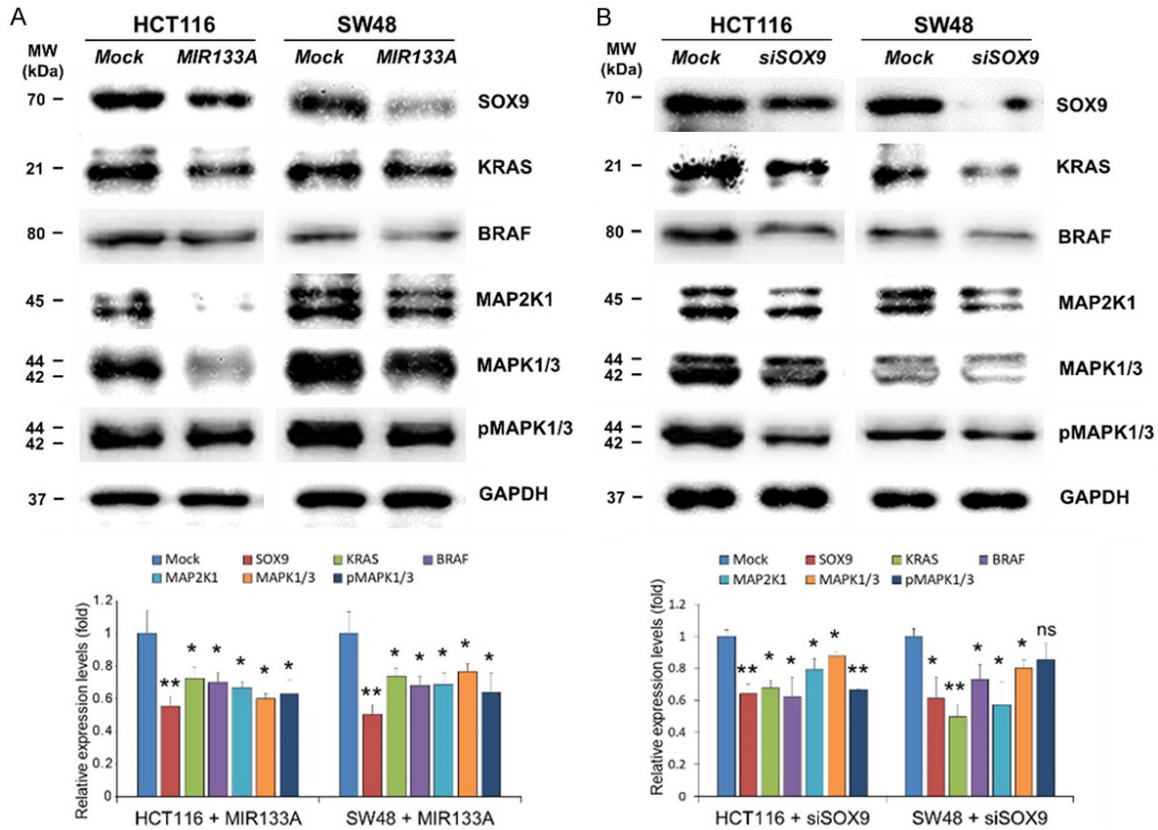 A
HCT116 SW48
MW (kDa) Mock MIR133A Mock MIR133A
70 – SOX9
21 – KRAS
80 – BRAF
45 – MAP2K1
44 – MAPK1/3
42 –
44 – pMAPK1/3
42 –
37 – GAPDH
Mock SOX9 KRAS BRAF
MAP2K1 MAPK1/3 pMAPK1/3
Relative expression levels (fold)
1.2
1
0.8
0.6
0.4
0.2
0
** * * * * *
** * * * * *
HCT116 + MIR133A SW48 + MIR133A
B
HCT116 SW48
MW (kDa) Mock siSOX9 Mock siSOX9
70 – SOX9
21 – KRAS
80 – BRAF
45 – MAP2K1
44 – MAPK1/3
42 –
44 – pMAPK1/3
42 –
37 – GAPDH
Mock SOX9 KRAS BRAF
MAP2K1 MAPK1/3 pMAPK1/3
Relative expression levels (fold)
1.2
1
0.8
0.6
0.4
0.2
0
** * * * * **
* ** * * * ns
HCT116 + siSOX9 SW48 + siSOX9